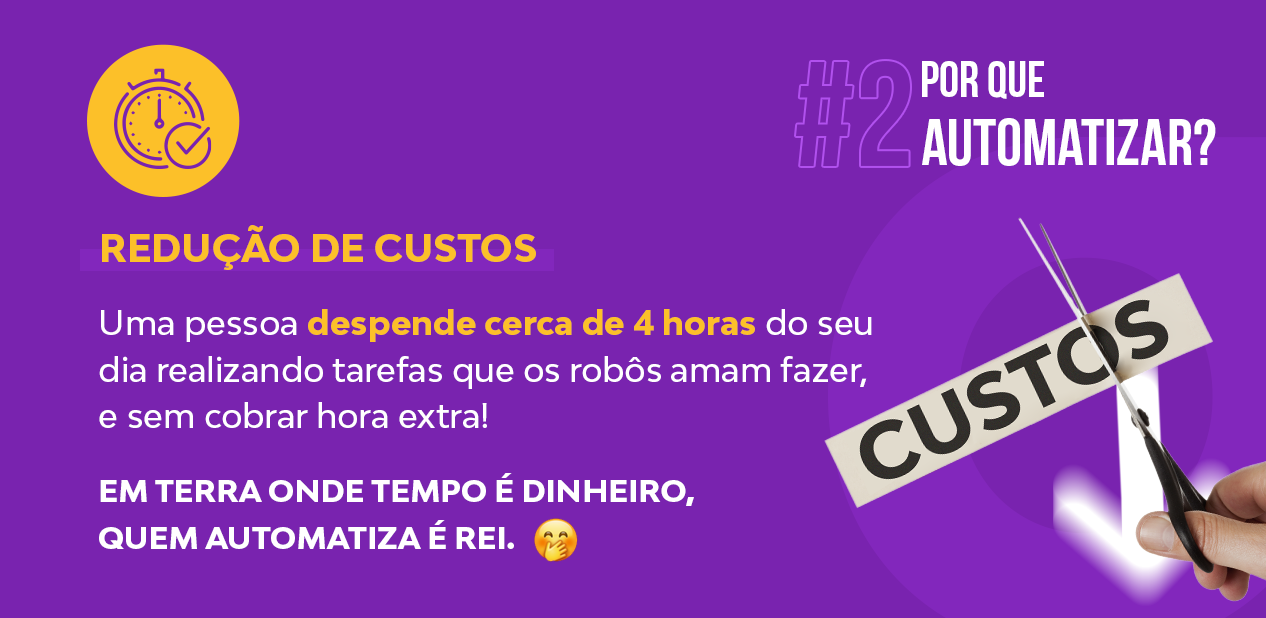 #2 POR QUE
AUTOMATIZAR?
REDUÇÃO DE CUSTOS
Uma pessoa despende cerca de 4 horas do seu
dia realizando tarefas que os robôs amam fazer,
e sem cobrar hora extra!
EM TERRA ONDE TEMPO É DINHEIRO,
QUEM AUTOMATIZA É REI.
CUSTOS